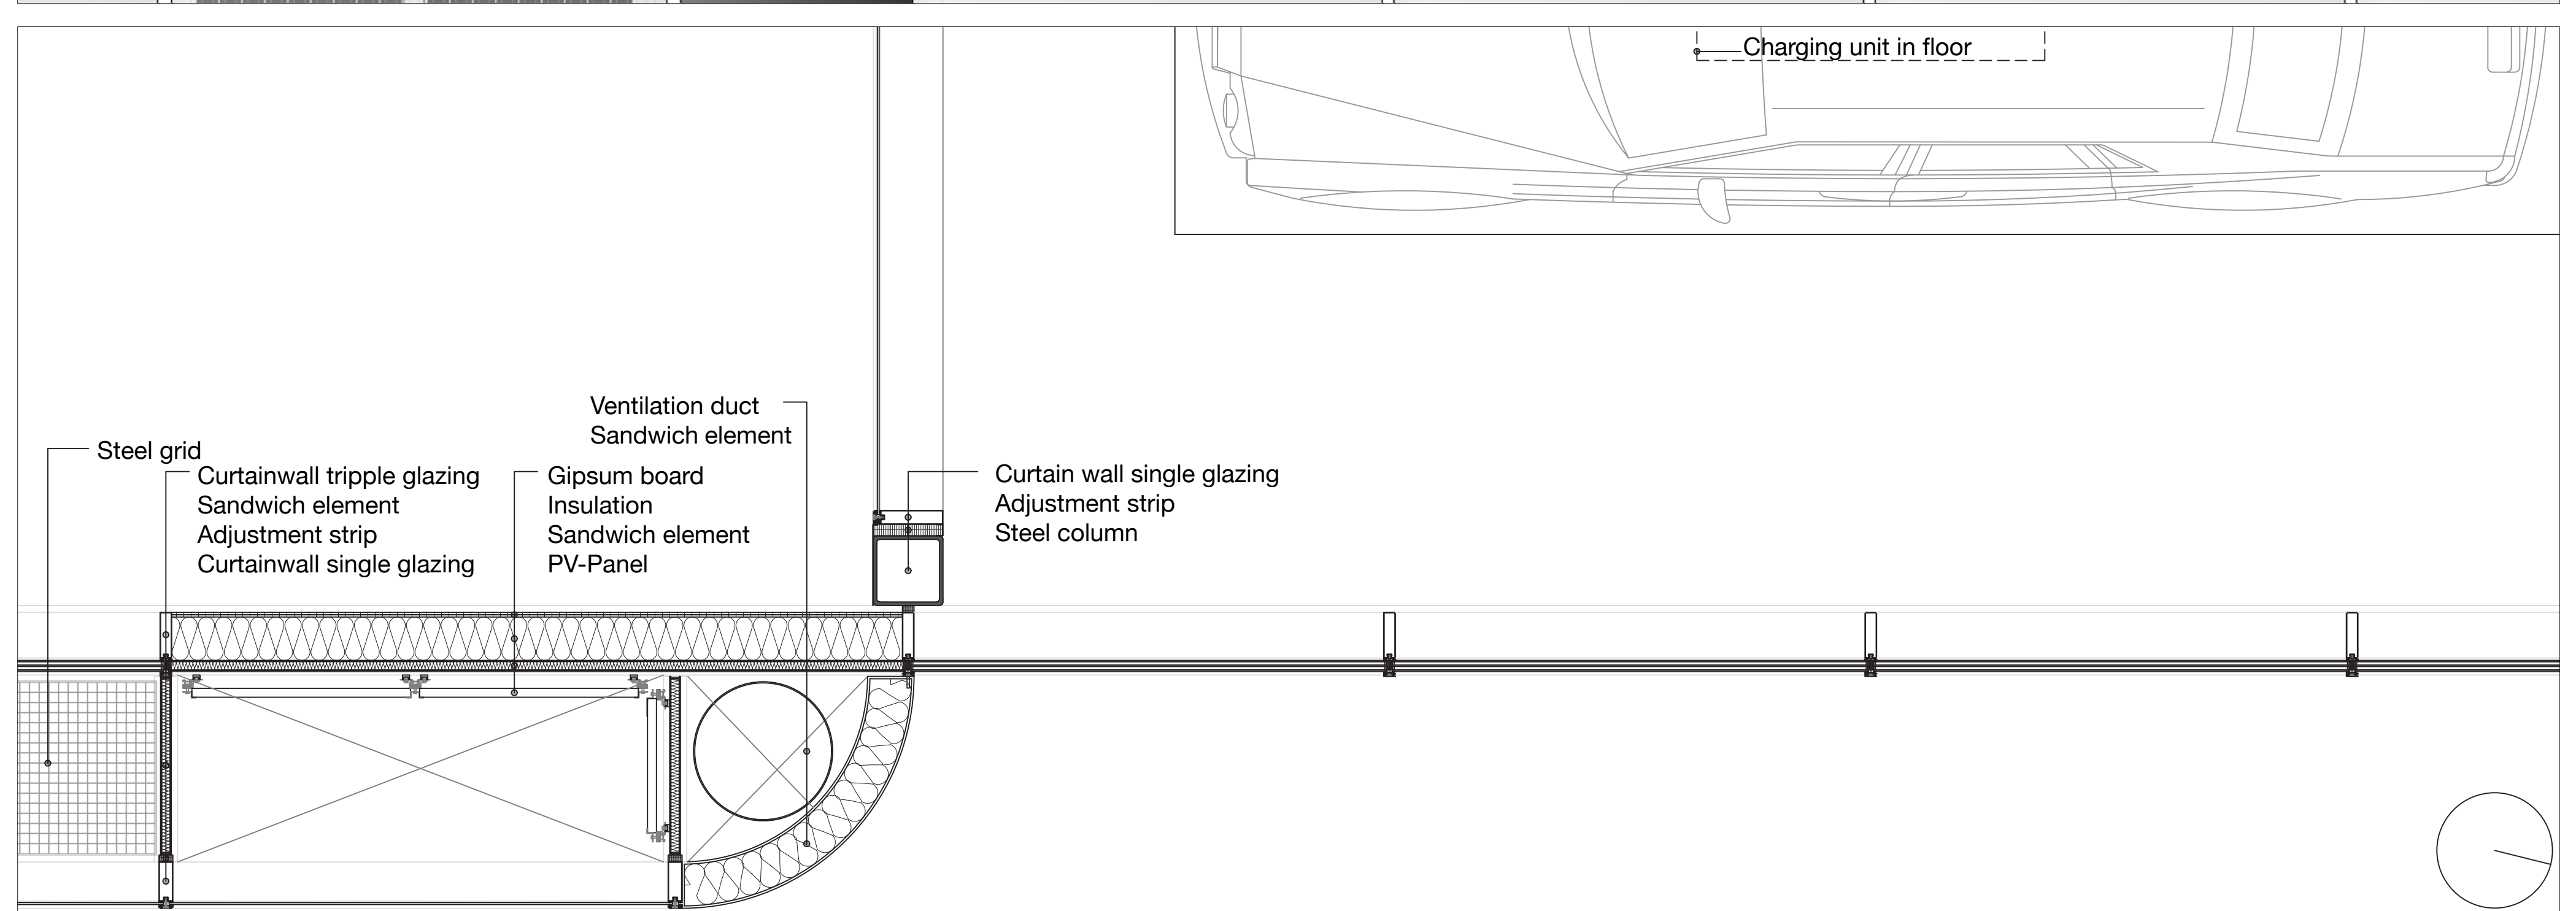 Charging unit in floor
Ventilation duct
Sandwich element
Steel grid
Curtainwall tripple glazing
Sandwich element
Adjustment strip
Curtainwall single glazing
Gipsum board
Insulation
Sandwich element
PV-Panel
Curtain wall single glazing
Adjustment strip
Steel column